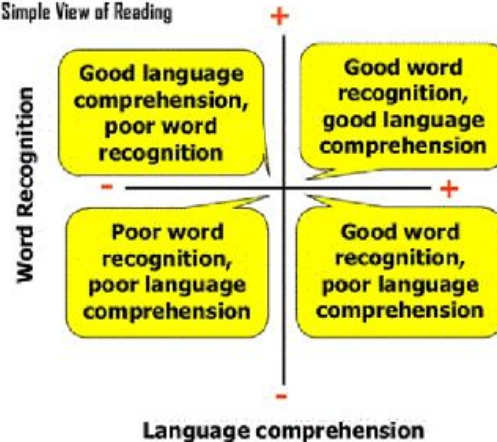 Simple View of Reading
+
Good language
comprehension,
poor word
recognition
Good word
recognition,
good language
comprehension
Word Recognition
-
+
Poor word
recognition,
poor language
comprehension
Good word
recognition,
poor language
comprehension
-
Language comprehension